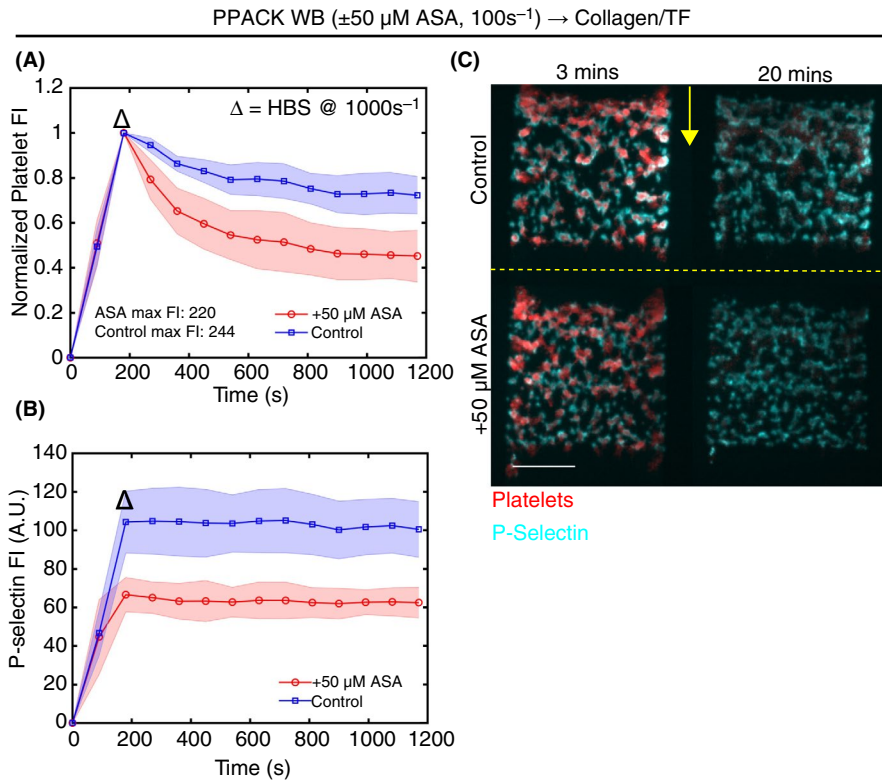 PPACK WB (±50 µM ASA, 100s⁻¹) → Collagen/TF
(A)
Δ
Δ = HBS @ 1000s⁻¹
1.2
1
0.8
0.6
0.4
0.2
0
Normalized Platelet FI
ASA max FI: 220
Control max FI: 244
+50 µM ASA
Control
0 200 400 600 800 1000 1200
Time (s)
(B)
140
120
100
80
60
40
20
0
P-selectin FI (A.U.)
Δ
+50 µM ASA
Control
0 200 400 600 800 1000 1200
Time (s)
(C)
3 mins 20 mins
Control
+50 µM ASA
Platelets
P-Selectin